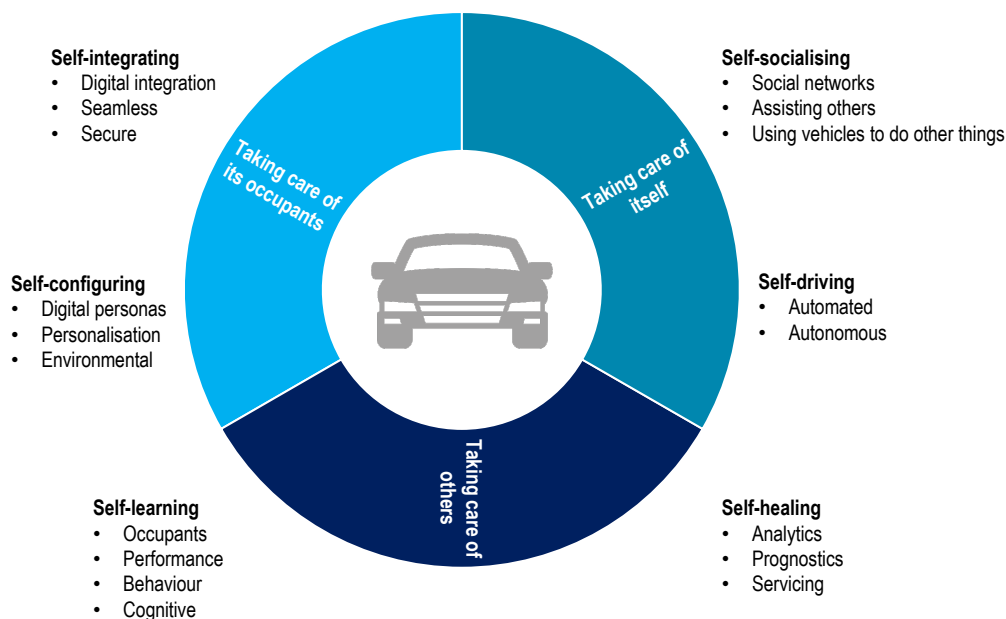 Self-integrating
• Digital integration
• Seamless
• Secure
Self-socialising
• Social networks
• Assisting others
• Using vehicles to do other things
Taking care of
its occupants
Taking care of
itself
Self-configuring
• Digital personas
• Personalisation
• Environmental
Self-driving
• Automated
• Autonomous
Taking care of
others
Self-learning
• Occupants
• Performance
• Behaviour
• Cognitive
Self-healing
• Analytics
• Prognostics
• Servicing